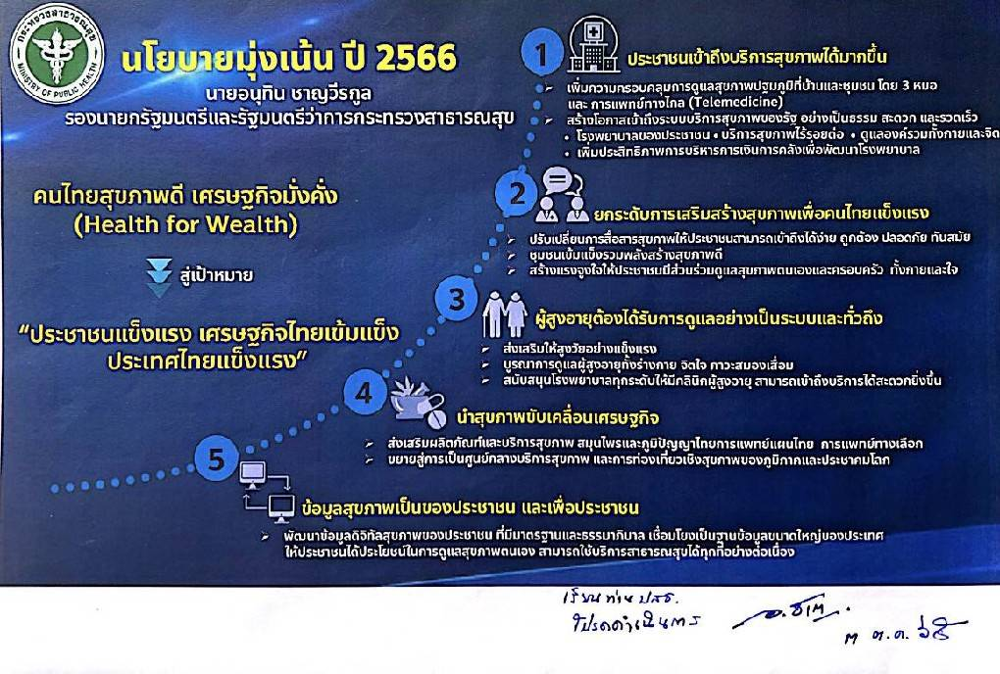 กระทรวงสาธารณสุข
MINISTRY OF PUBLIC HEALTH
นโยบายมุ่งเน้น ปี 2566
นายอนุทิน ชาญวีรกูล
รองนายกรัฐมนตรีและรัฐมนตรีว่าการกระทรวงสาธารณสุข
คนไทยสุขภาพดี เศรษฐกิจมั่งคั่ง
(Health for Wealth)
สู่เป้าหมาย
“ประชาชนแข็งแรง เศรษฐกิจไทยเข้มแข็ง
ประเทศไทยแข็งแรง”
1
ประชาชนเข้าถึงบริการสุขภาพได้มากขึ้น
➢ เพิ่มความครอบคลุมการดูแลสุขภาพปฐมภูมิที่บ้านและชุมชน โดย 3 หมอ
และ การแพทย์ทางไกล (Telemedicine)
➢ สร้างโอกาสเข้าถึงระบบบริการสุขภาพของรัฐ อย่างเป็นธรรม สะดวก และรวดเร็ว
• โรงพยาบาลของประชาชน • บริการสุขภาพไร้รอยต่อ • ดูแลองค์รวมทั้งกายและจิต
• เพิ่มประสิทธิภาพการบริหารการเงินการคลังเพื่อพัฒนาโรงพยาบาล
2
ยกระดับการเสริมสร้างสุขภาพเพื่อคนไทยแข็งแรง
➢ ปรับเปลี่ยนการสื่อสารสุขภาพให้ประชาชนสามารถเข้าถึงได้ง่าย ถูกต้อง ปลอดภัย ทันสมัย
➢ ชุมชนเข้มแข็งรวมพลังสร้างสุขภาพดี
➢ สร้างแรงจูงใจให้ประชาชนมีส่วนร่วมดูแลสุขภาพตนเองและครอบครัว ทั้งกายและใจ
3
ผู้สูงอายุต้องได้รับการดูแลอย่างเป็นระบบและทั่วถึง
➢ ส่งเสริมให้สูงวัยอย่างแข็งแรง
➢ บูรณาการดูแลผู้สูงอายุทั้งร่างกาย จิตใจ ภาวะสมองเสื่อม
➢ สนับสนุนโรงพยาบาลทุกระดับให้มีคลินิกผู้สูงอายุ สามารถเข้าถึงบริการได้สะดวกยิ่งขึ้น
4
นำสุขภาพขับเคลื่อนเศรษฐกิจ
➢ ส่งเสริมผลิตภัณฑ์และบริการสุขภาพ สมุนไพรและภูมิปัญญาไทยการแพทย์แผนไทย การแพทย์ทางเลือก
➢ ขยายสู่การเป็นศูนย์กลางบริการสุขภาพ และการท่องเที่ยวเชิงสุขภาพของภูมิภาคและประชาคมโลก
5
ข้อมูลสุขภาพเป็นของประชาชน และเพื่อประชาชน
➢ พัฒนาข้อมูลดิจิทัลสุขภาพของประชาชน ที่มีมาตรฐานและธรรมาภิบาล เชื่อมโยงเป็นฐานข้อมูลขนาดใหญ่ของประเทศ
ให้ประชาชนได้ประโยชน์ในการดูแลสุขภาพตนเอง สามารถใช้บริการสาธารณสุขได้ทุกที่อย่างต่อเนื่อง
เรียนท่าน ปลัด.
โปรดดำเนินการ
๓ ต.ค. ๖๕